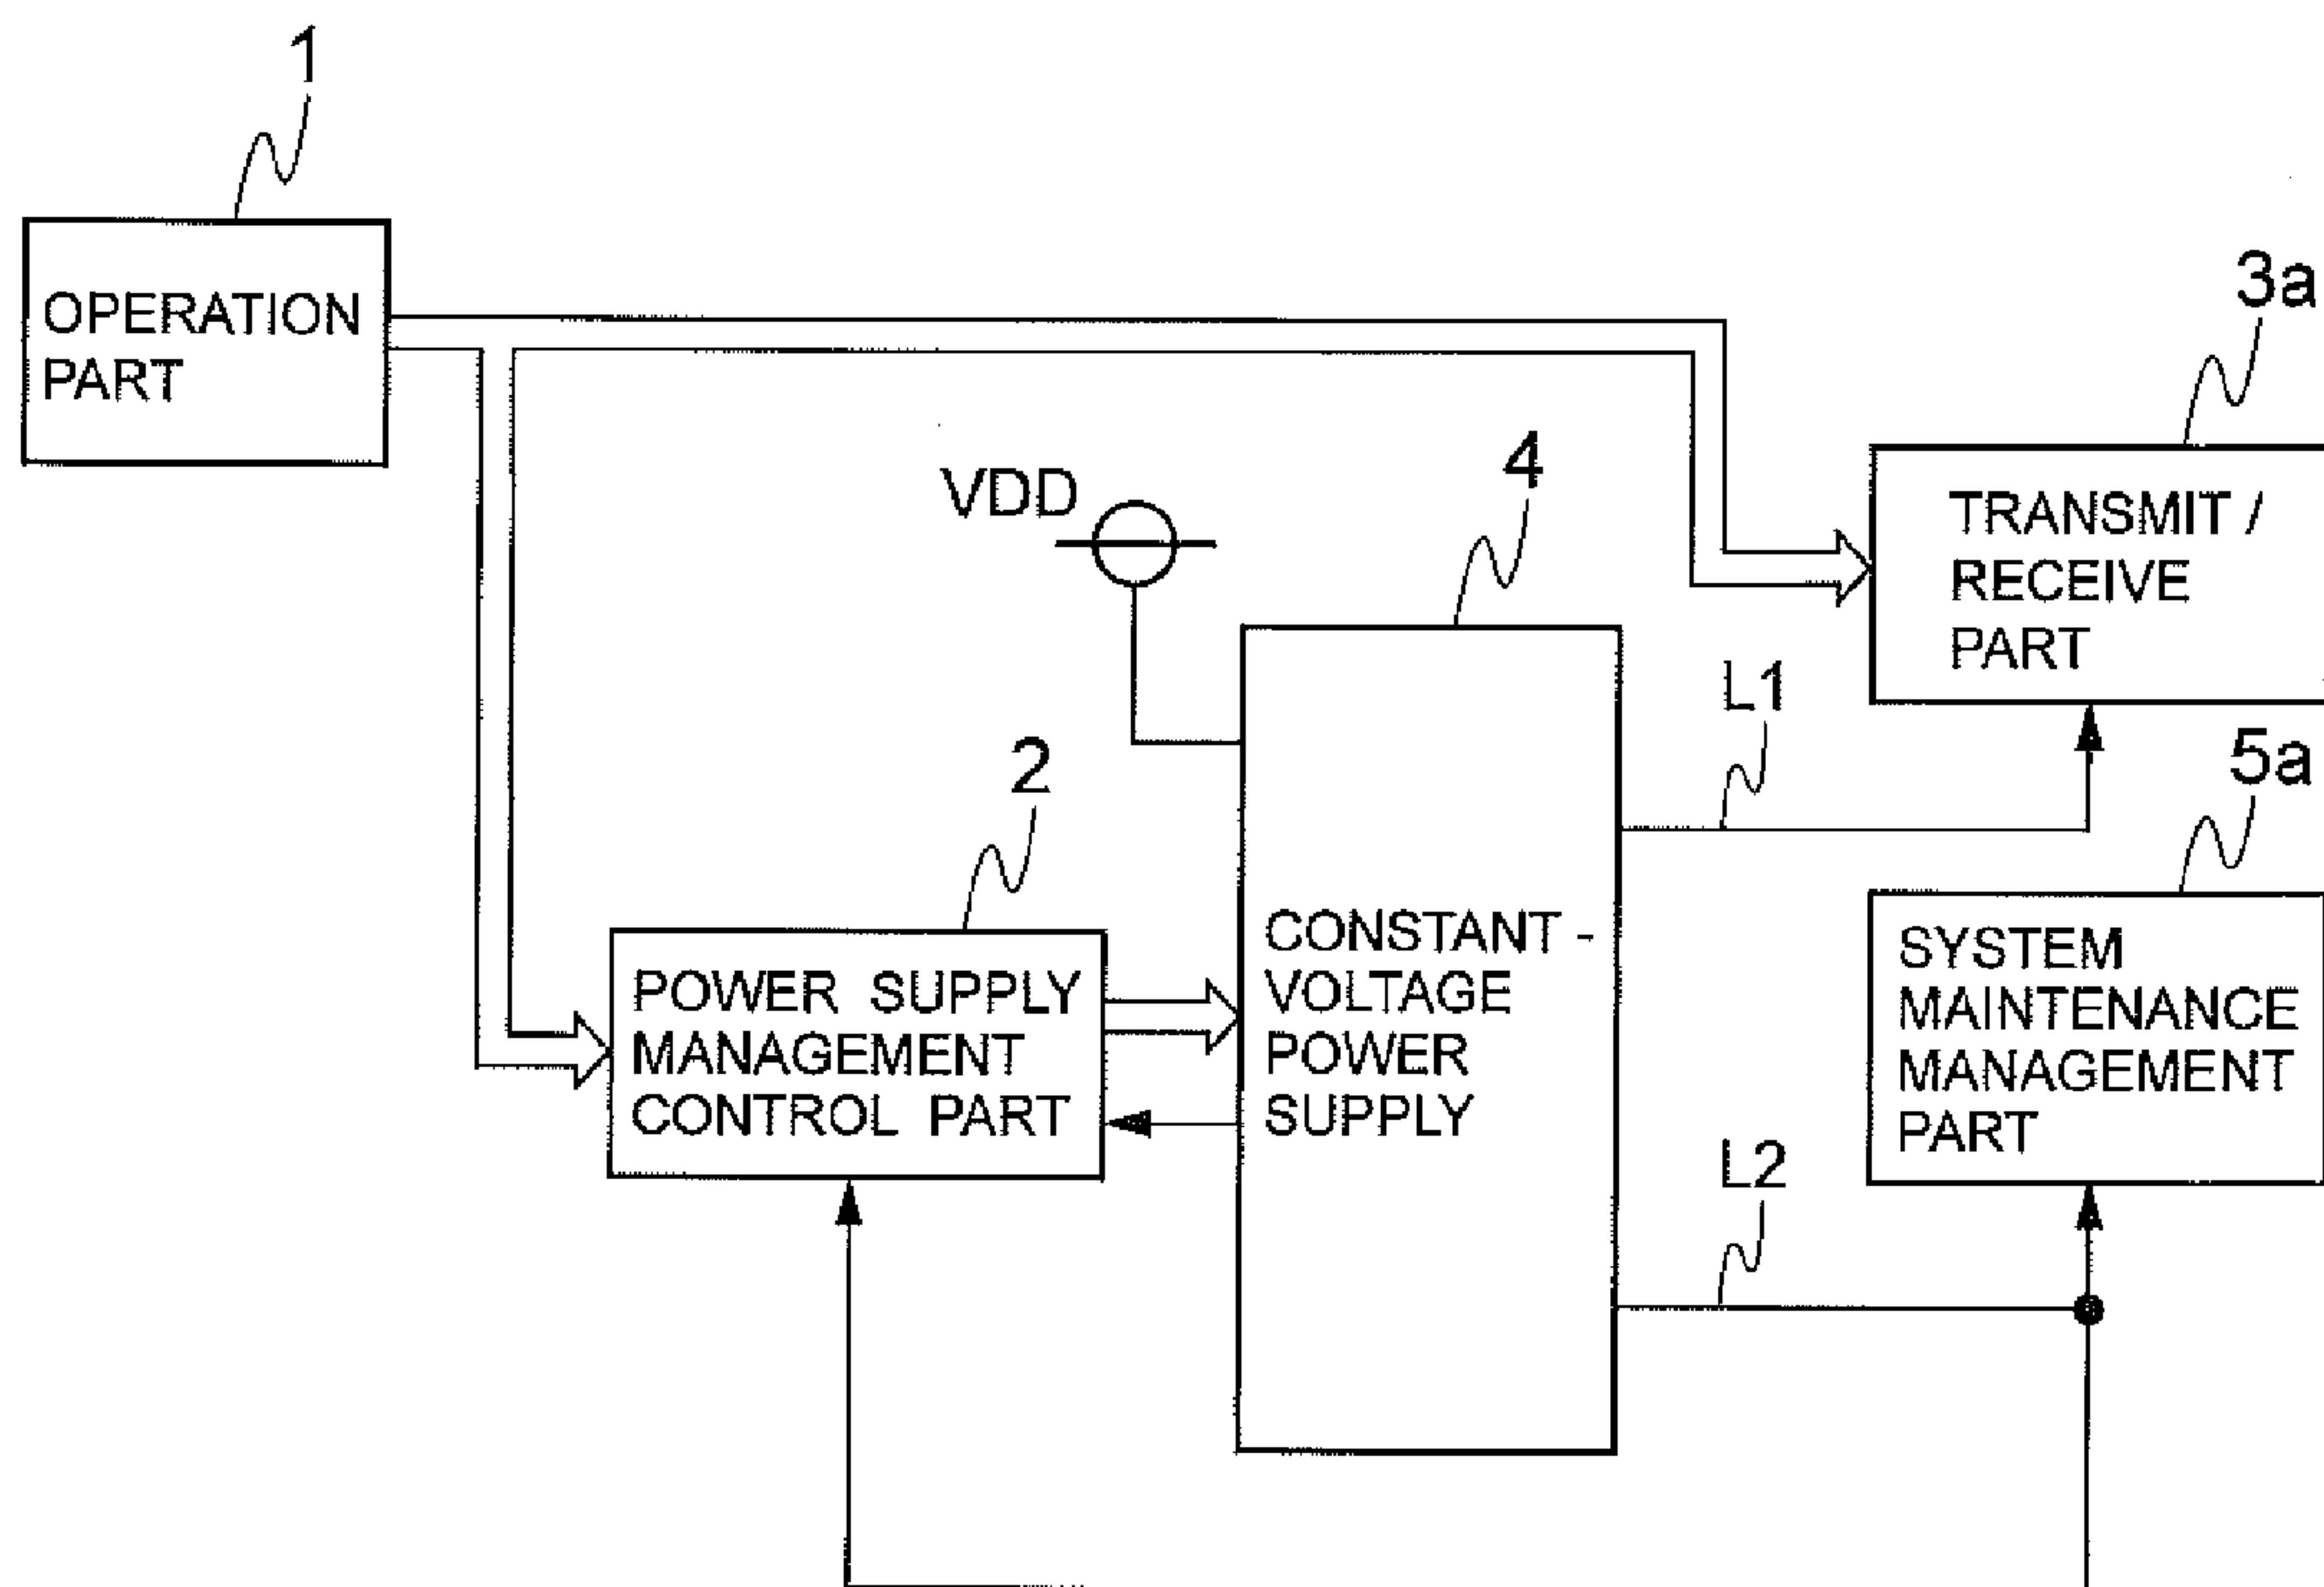 1
OPERATION
PART
3a
TRANSMIT /
RECEIVE
PART
VDD
4
L1
5a
2
CONSTANT -
VOLTAGE
POWER
SUPPLY
POWER SUPPLY
MANAGEMENT
CONTROL PART
SYSTEM
MAINTENANCE
MANAGEMENT
PART
L2